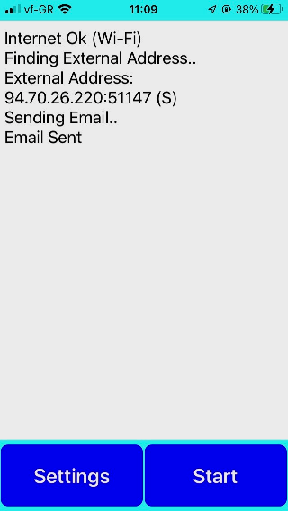 vf-GR 11:09 38%
Internet Ok (Wi-Fi)
Finding External Address..
External Address:
94.70.26.220:51147 (S)
Sending Email..
Email Sent
Settings Start